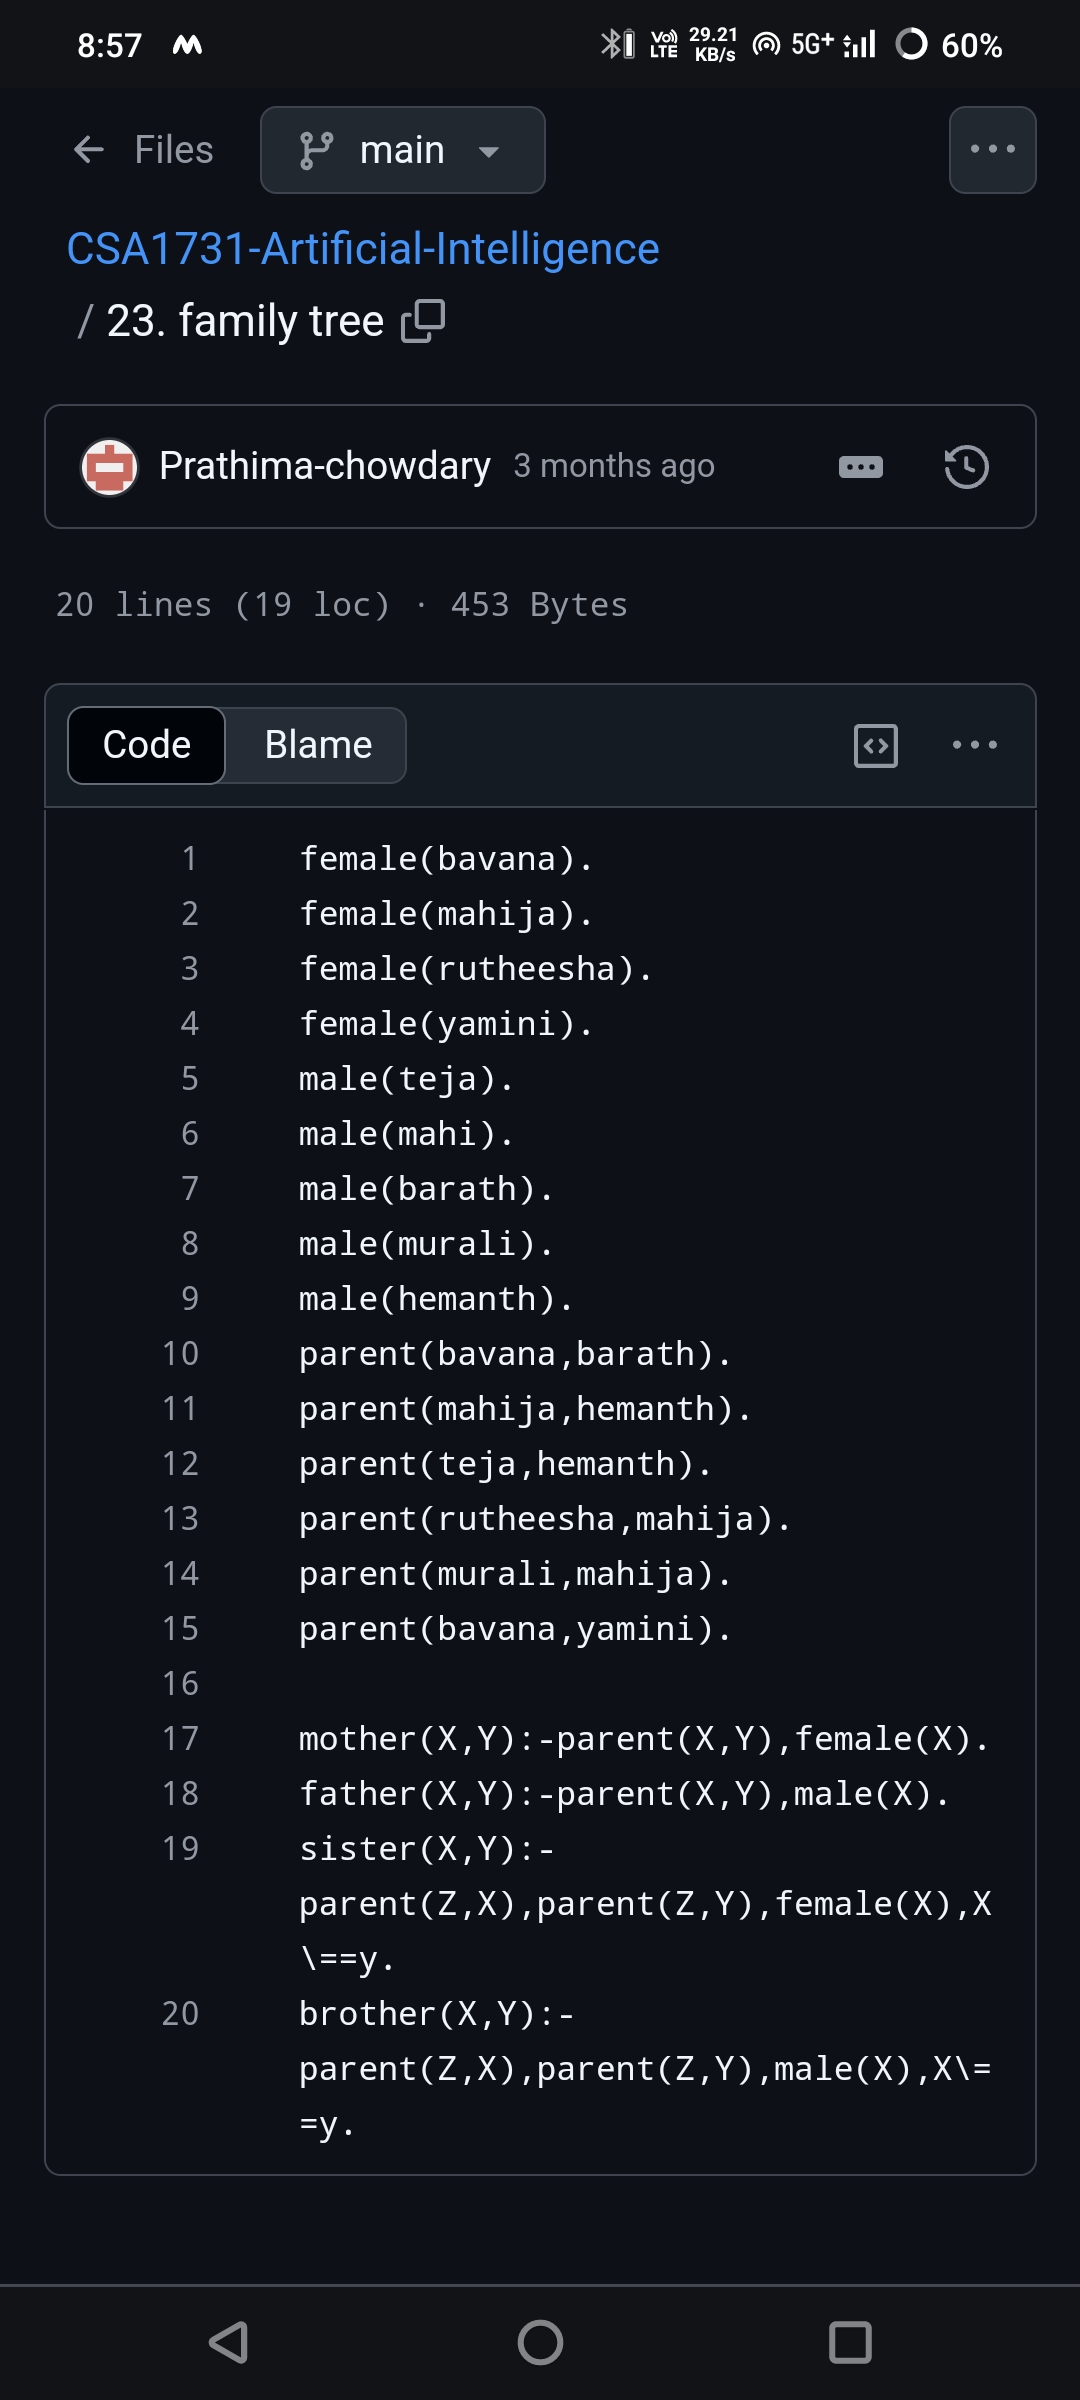 8:57
Vo)) LTE 29.21 KB/s 5G+ 60%
Files main
CSA1731-Artificial-Intelligence
/ 23. family tree
Prathima-chowdary 3 months ago
20 lines (19 loc) · 453 Bytes
Code Blame
1 female(bavana).
2 female(mahija).
3 female(rutheesha).
4 female(yamini).
5 male(teja).
6 male(mahi).
7 male(barath).
8 male(murali).
9 male(hemanth).
10 parent(bavana,barath).
11 parent(mahija,hemanth).
12 parent(teja,hemanth).
13 parent(rutheesha,mahija).
14 parent(murali,mahija).
15 parent(bavana,yamini).
16
17 mother(X,Y):-parent(X,Y),female(X).
18 father(X,Y):-parent(X,Y),male(X).
19 sister(X,Y):-
parent(Z,X),parent(Z,Y),female(X),X
\==y.
20 brother(X,Y):-
parent(Z,X),parent(Z,Y),male(X),X\=
=y.